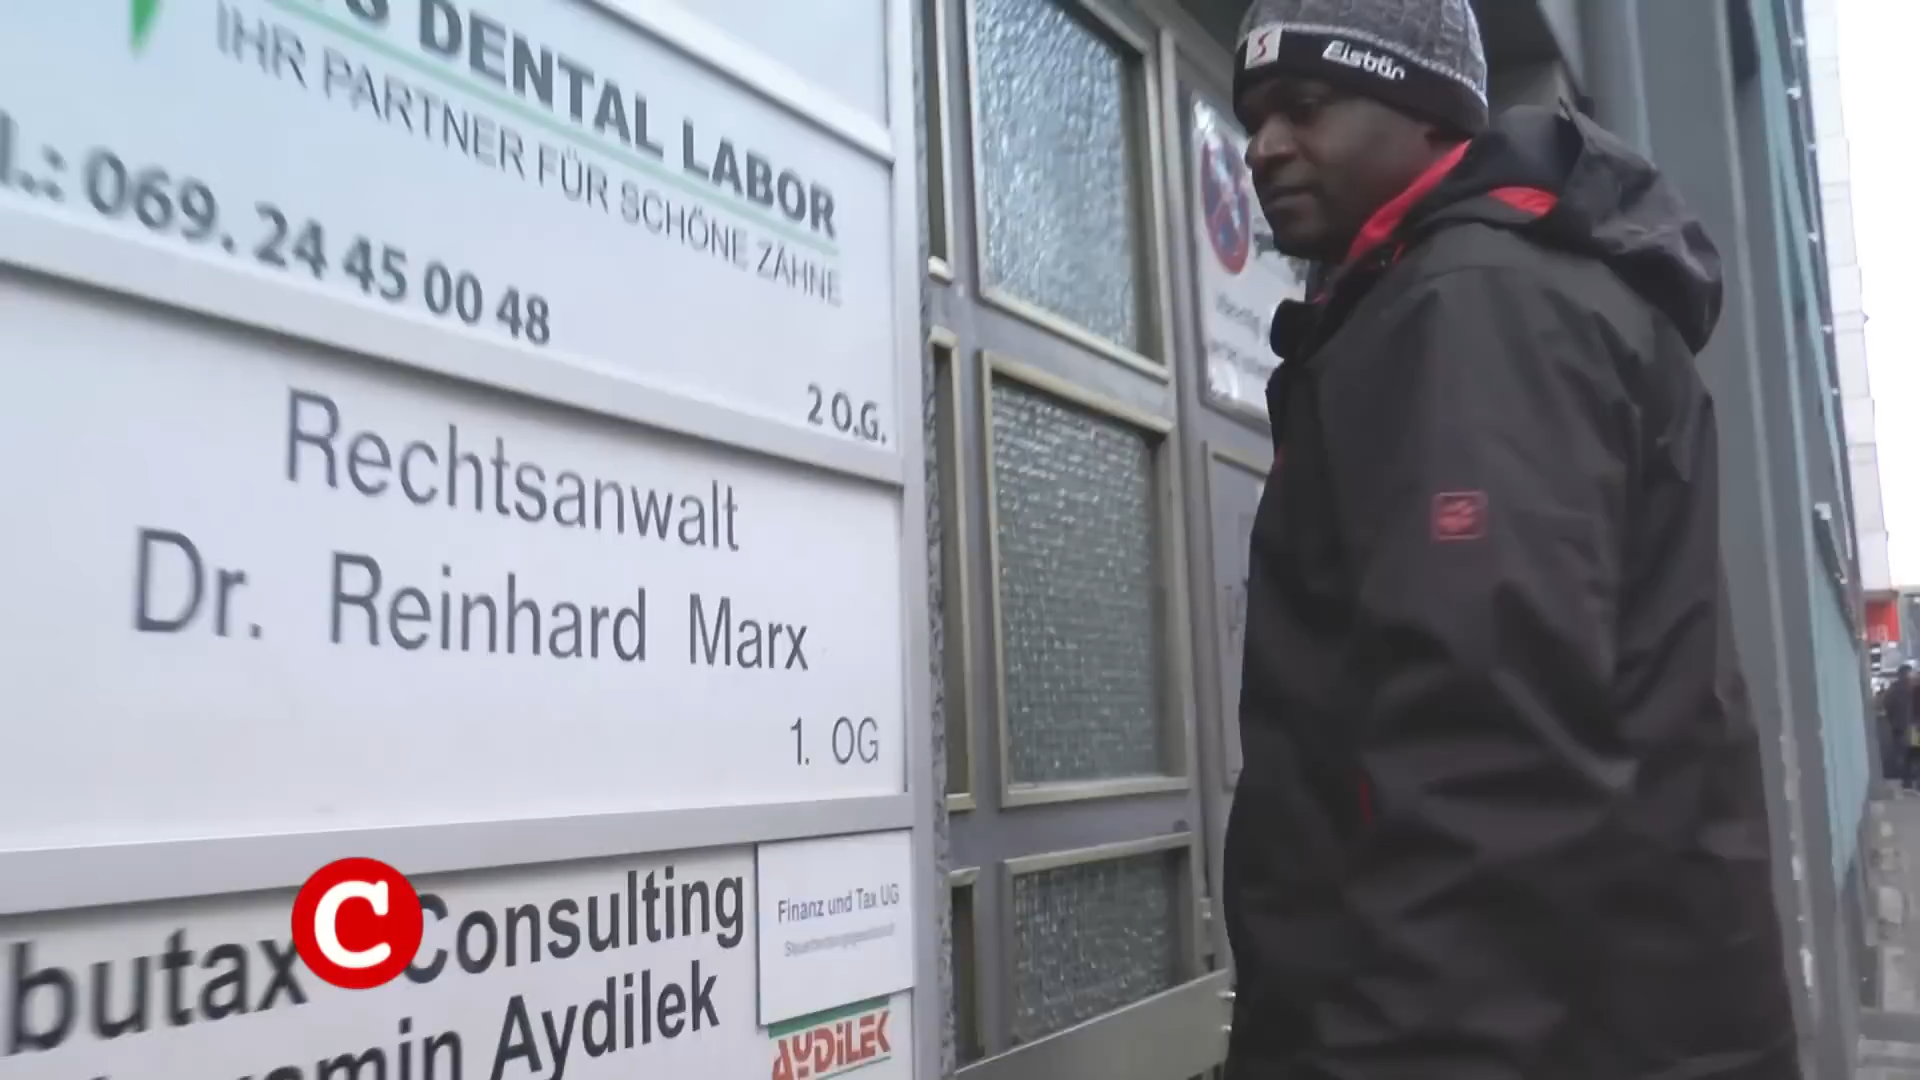 DENTAL LABOR
IHR PARTNER FÜR SCHÖNE ZÄHNE
069. 24 45 00 48
2 O.G.
Rechtsanwalt
Dr. Reinhard Marx
1. OG
butax Consulting
Aydilek
Finanz und Tax UG
AYDILEK
Eisbär
C